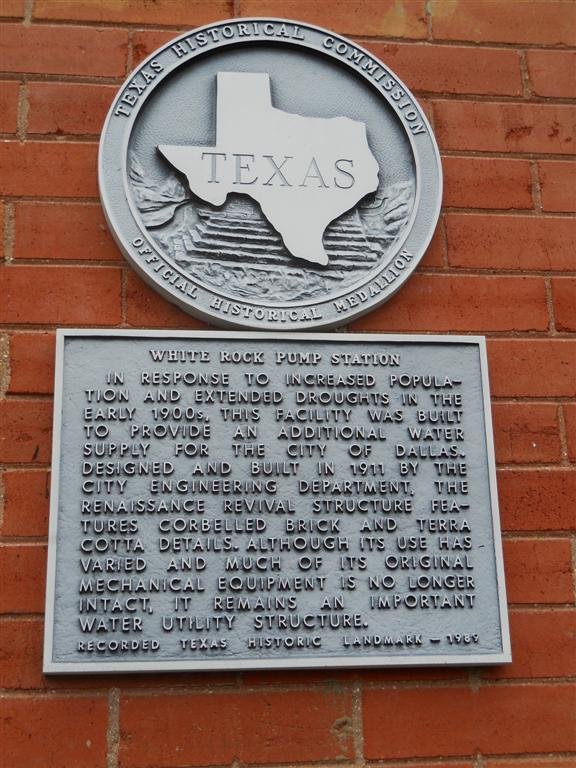 TEXAS HISTORICAL COMMISSION
TEXAS
OFFICIAL HISTORICAL MEDALLION
WHITE ROCK PUMP STATION
IN RESPONSE TO INCREASED POPULA-
TION AND EXTENDED DROUGHTS IN THE
EARLY 1900S, THIS FACILITY WAS BUILT
TO PROVIDE AN ADDITIONAL WATER
SUPPLY FOR THE CITY OF DALLAS.
DESIGNED AND BUILT IN 1911 BY THE
CITY ENGINEERING DEPARTMENT, THE
RENAISSANCE REVIVAL STRUCTURE FEA-
TURES CORBELLED BRICK AND TERRA
COTTA DETAILS. ALTHOUGH ITS USE HAS
VARIED AND MUCH OF ITS ORIGINAL
MECHANICAL EQUIPMENT IS NO LONGER
INTACT, IT REMAINS AN IMPORTANT
WATER UTILITY STRUCTURE.
RECORDED TEXAS HISTORIC LANDMARK - 1989